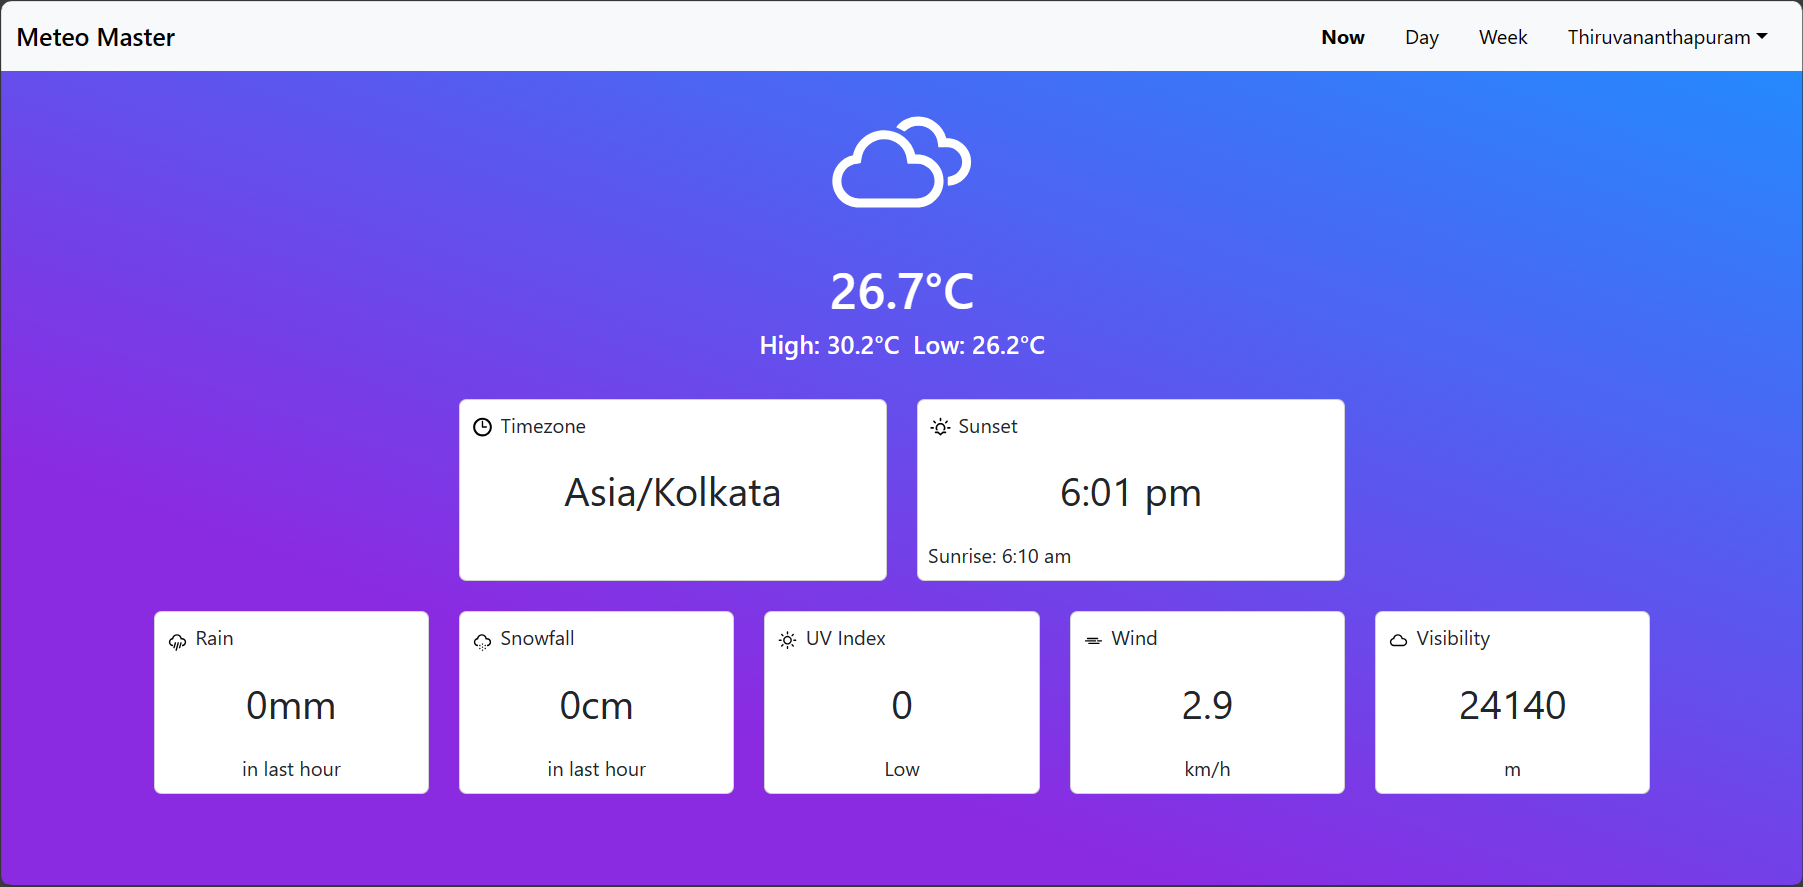 Meteo Master
Now Day Week Thiruvananthapuram
26.7°C
High: 30.2°C Low: 26.2°C
Timezone
Asia/Kolkata
Sunset
6:01 pm
Sunrise: 6:10 am
Rain
0mm
in last hour
Snowfall
0cm
in last hour
UV Index
0
Low
Wind
2.9
km/h
Visibility
24140
m